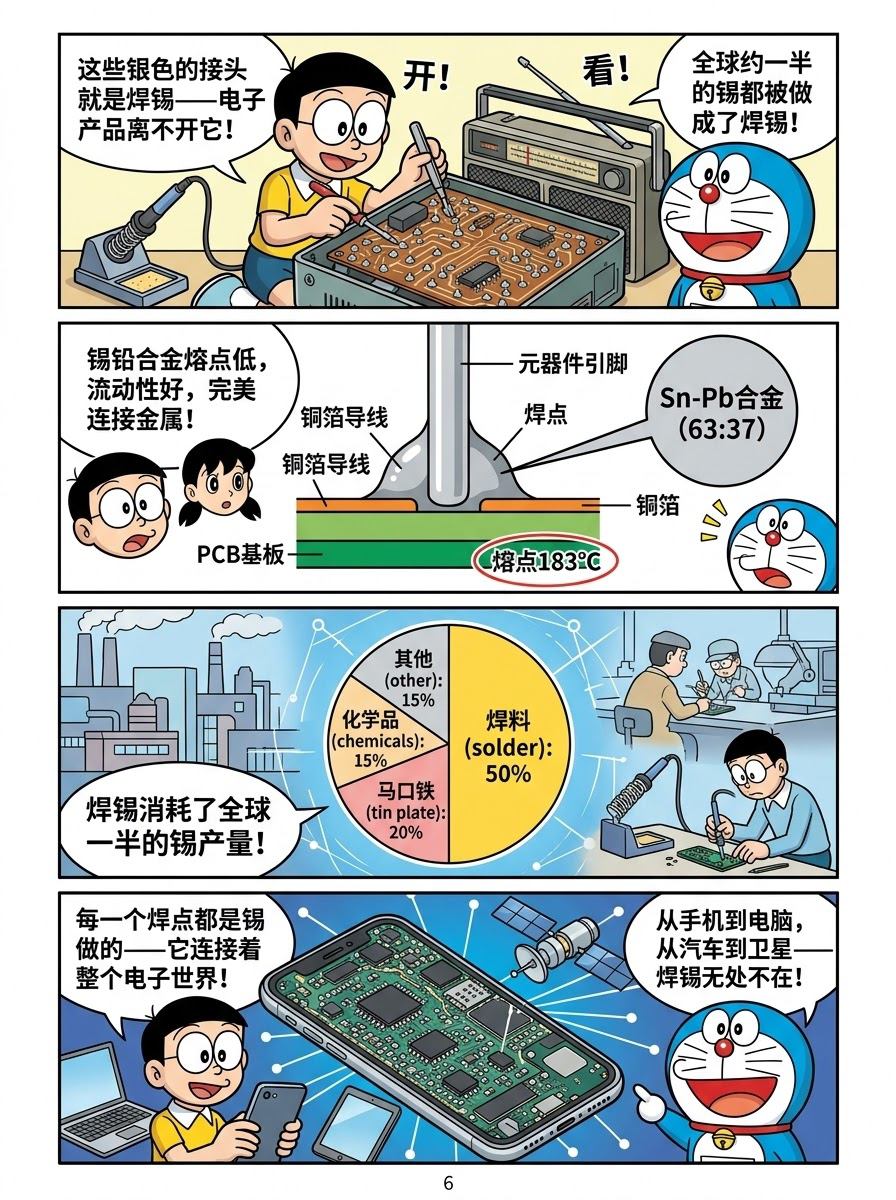 这些银色的接头
就是焊锡——电子
产品离不开它！
开！
看！
全球约一半
的锡都被做
成了焊锡！
锡铅合金熔点低，
流动性好，完美
连接金属！
元器件引脚
铜箔导线
焊点
Sn-Pb合金
（63:37）
铜箔导线
铜箔
PCB基板
熔点183℃
其他
(other):
15%
化学品
(chemicals):
15%
焊料
(solder):
50%
马口铁
(tin plate):
20%
焊锡消耗了全球
一半的锡产量！
每一个焊点都是锡
做的——它连接着
整个电子世界！
从手机到电脑，
从汽车到卫星——
焊锡无处不在！
6